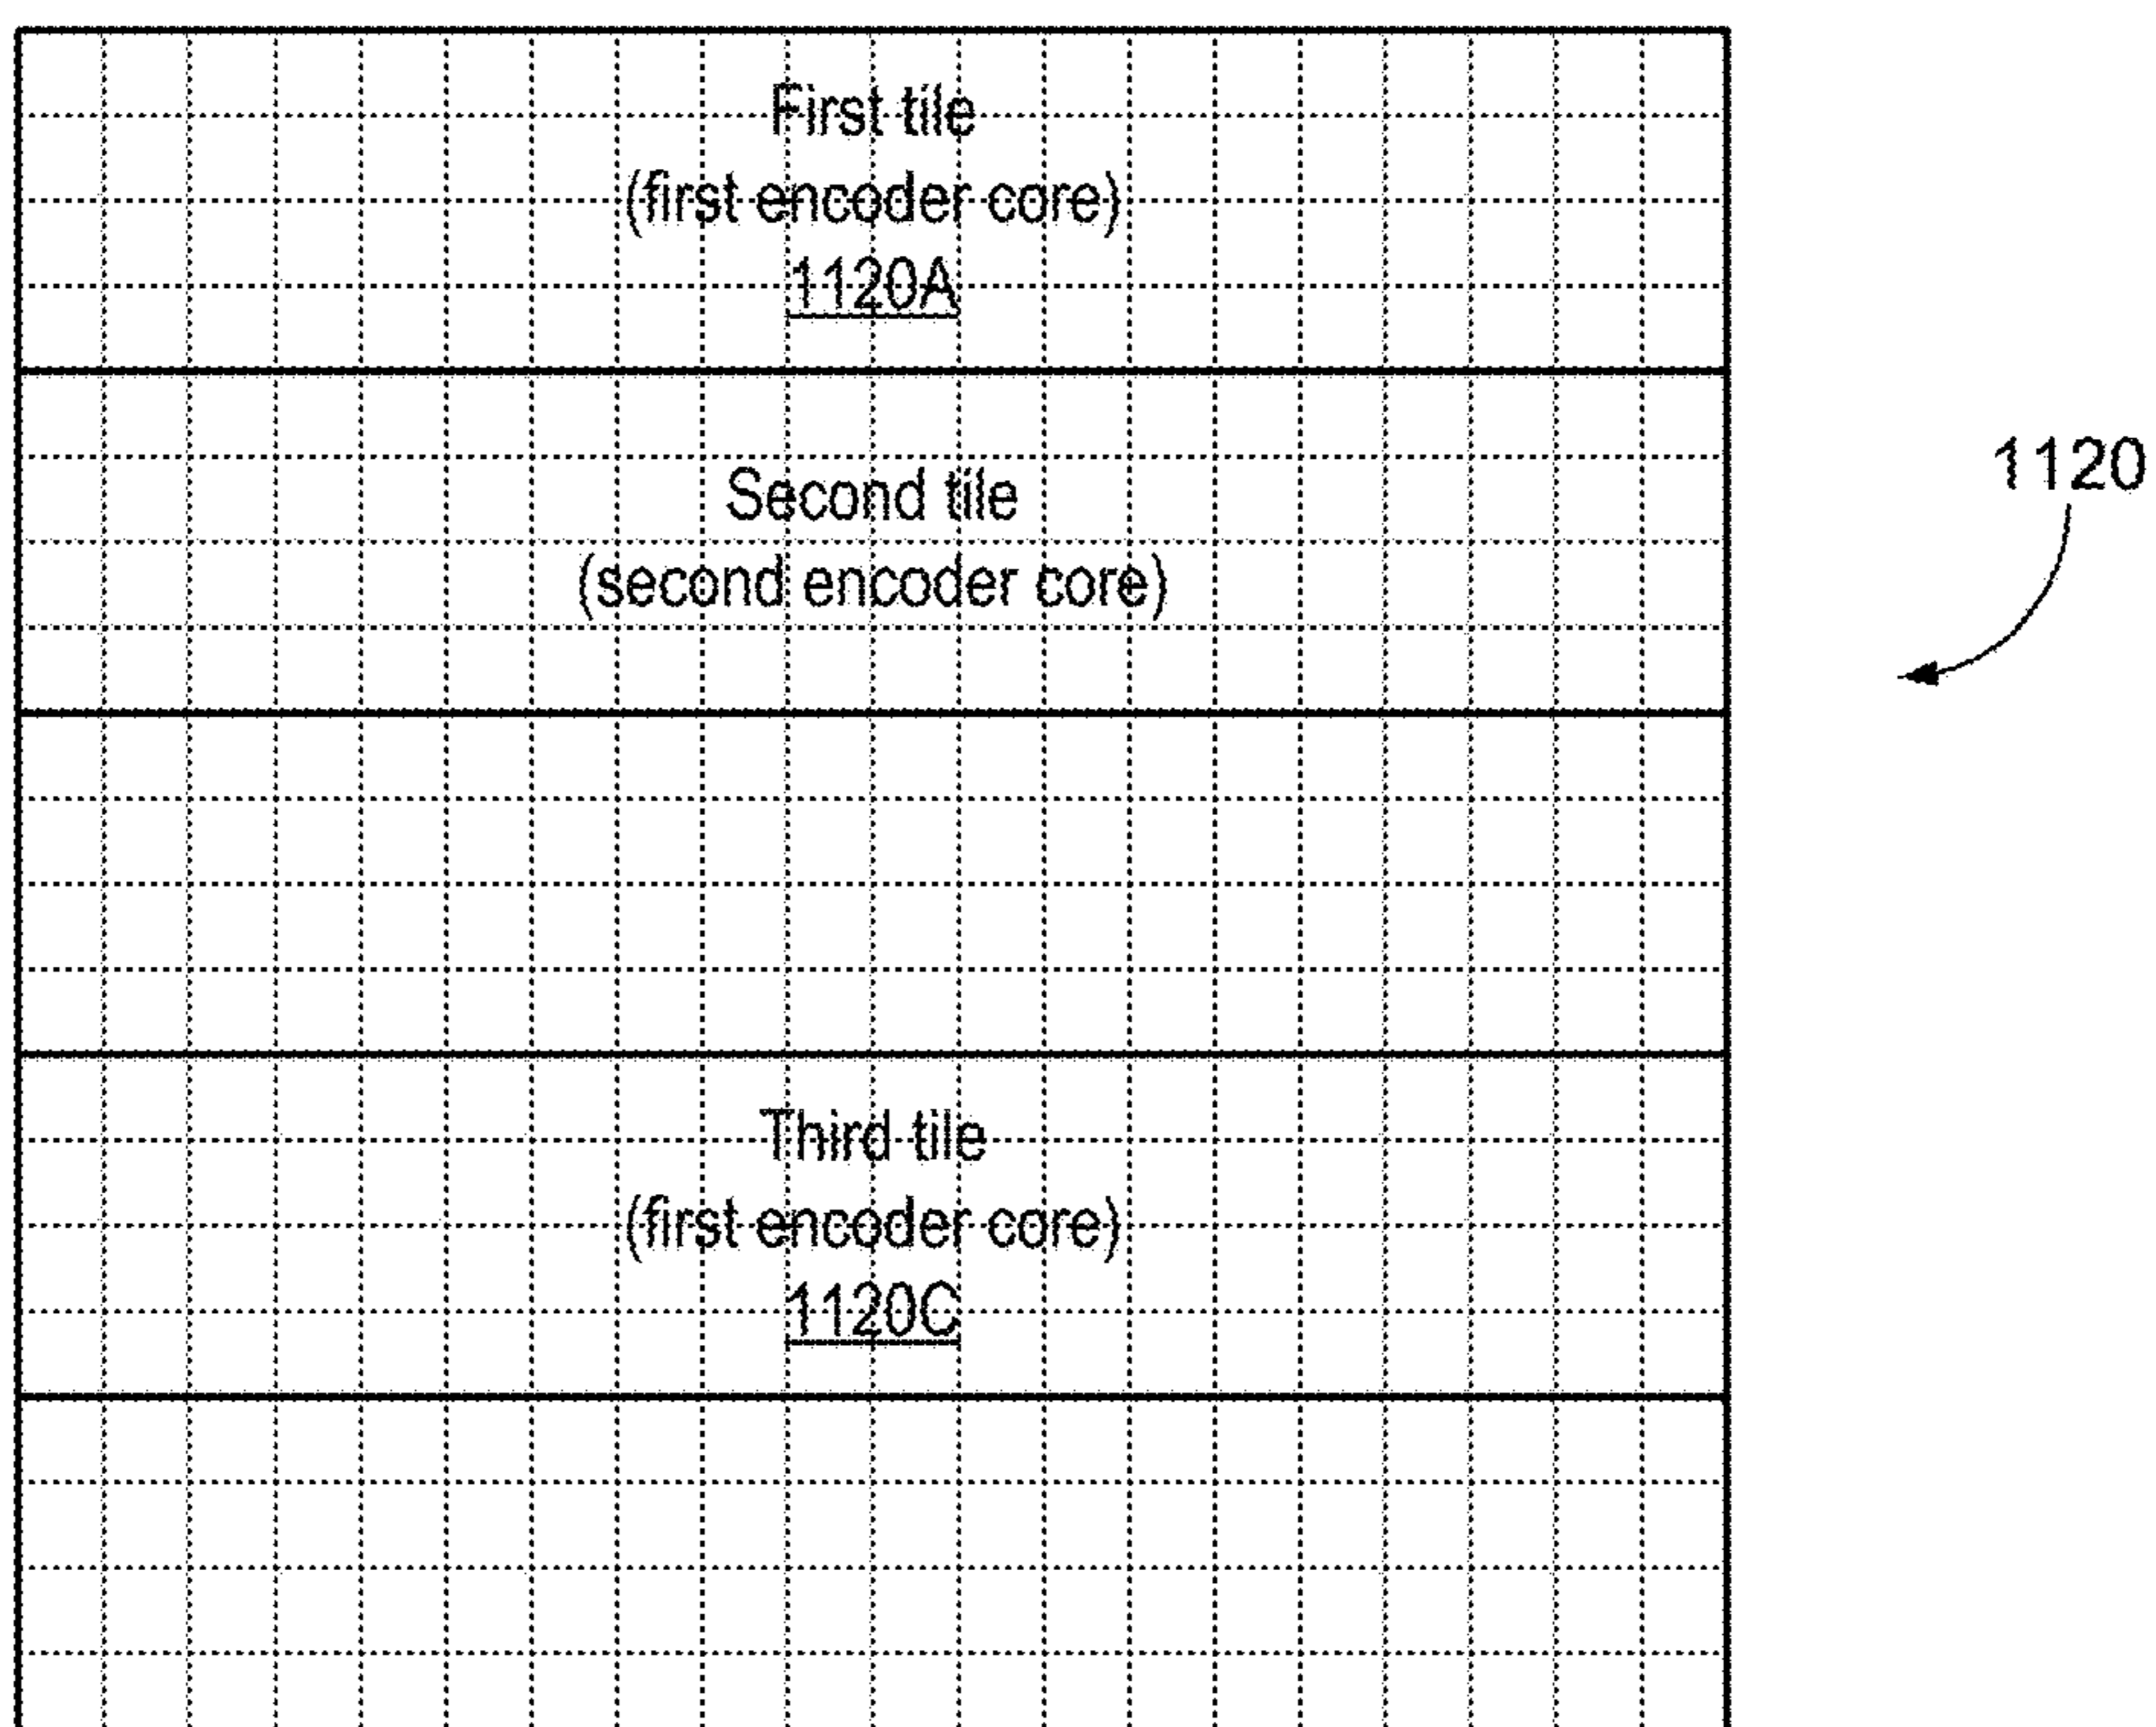 First tile
(first encoder core)
1120A
Second tile
(second encoder core)
1120
Third tile
(first encoder core)
1120C